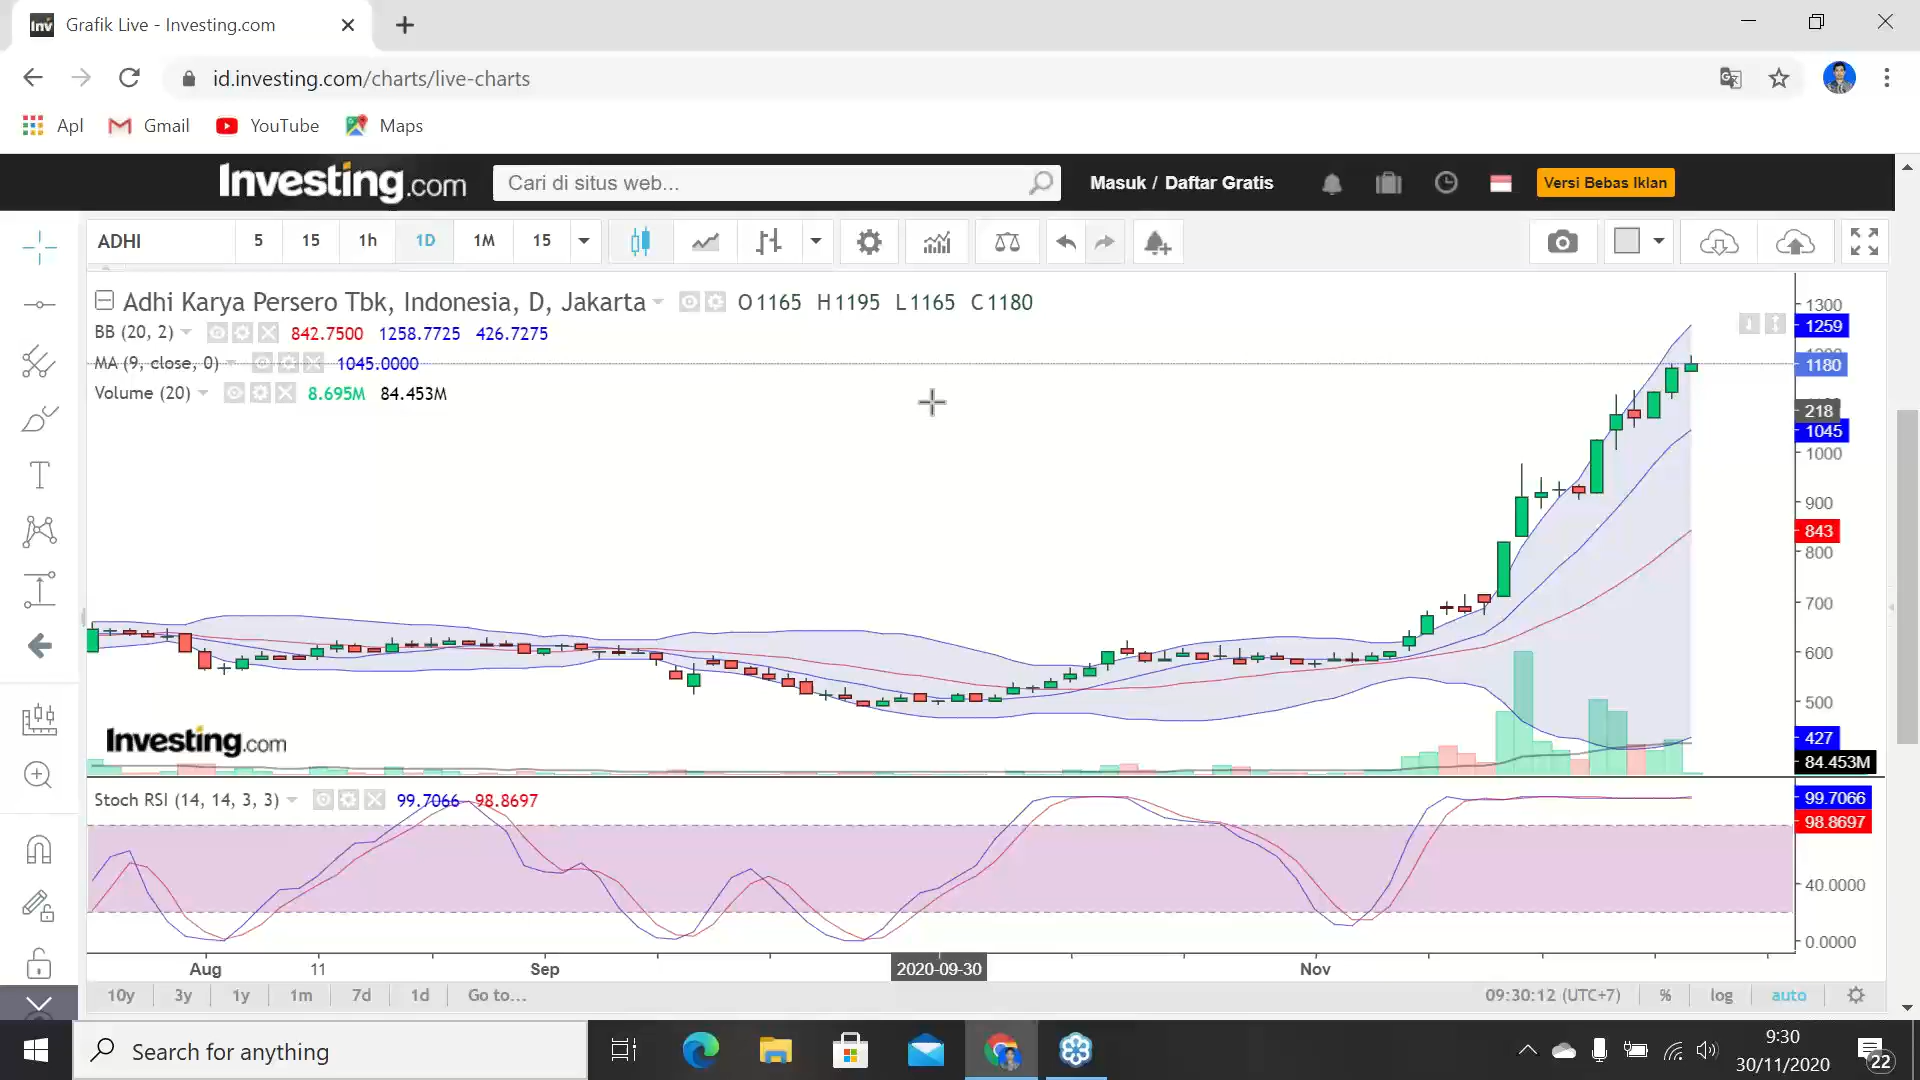 Grafik Live - Investing.com
id.investing.com/charts/live-charts
Apl Gmail YouTube Maps
Investing.com Cari di situs web... Masuk / Daftar Gratis Versi Bebas Iklan
ADHI 5 15 1h 1D 1M 15
Adhi Karya Persero Tbk, Indonesia, D, Jakarta O1165 H1195 L1165 C1180
BB (20, 2) 842.7500 1258.7725 426.7275
MA (9, close, 0) 1045.0000
Volume (20) 8.695M 84.453M
1300
1259
1180
218
1045
1000
900
843
800
700
600
500
427
84.453M
Investing.com
Stoch RSI (14, 14, 3, 3) 99.7066 98.8697
99.7066
98.8697
40.0000
0.0000
Aug 11 Sep 2020-09-30 Nov
10y 3y 1y 1m 7d 1d Go to... 09:30:12 (UTC+7) % log auto
Search for anything
9:30
30/11/2020
22